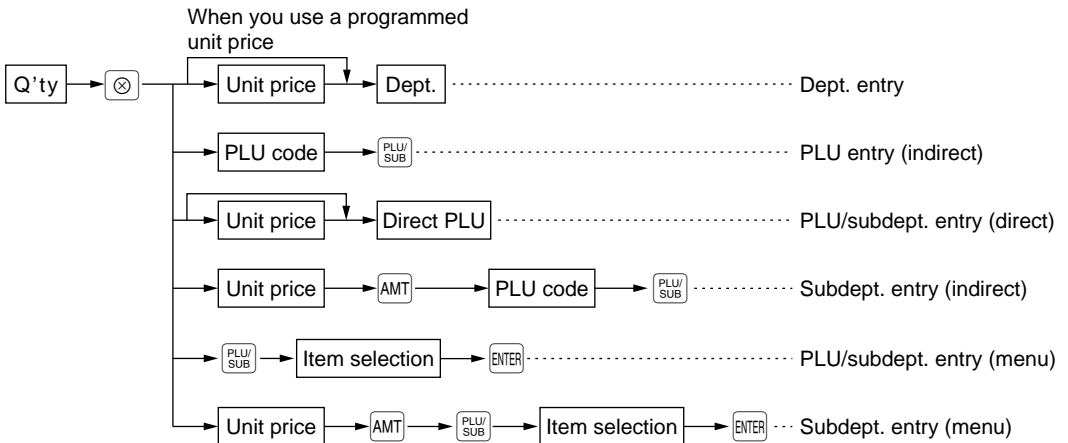 When you use a programmed
unit price
Q'ty ⊗ Unit price Dept. Dept. entry
PLU code PLU/SUB PLU entry (indirect)
Unit price Direct PLU PLU/subdept. entry (direct)
Unit price AMT PLU code PLU/SUB Subdept. entry (indirect)
PLU/SUB Item selection ENTER PLU/subdept. entry (menu)
Unit price AMT PLU/SUB Item selection ENTER Subdept. entry (menu)